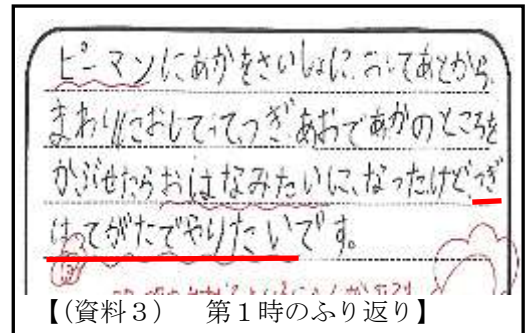 ピーマンにあかをさいしょに、おしてあとから、
まわりにおしてってつぎあおであかのところを
かぶせたらおはなみたいに、なったけど、つぎ
はてがたでやりたいです。
【(資料3) 第1時のふり返り】